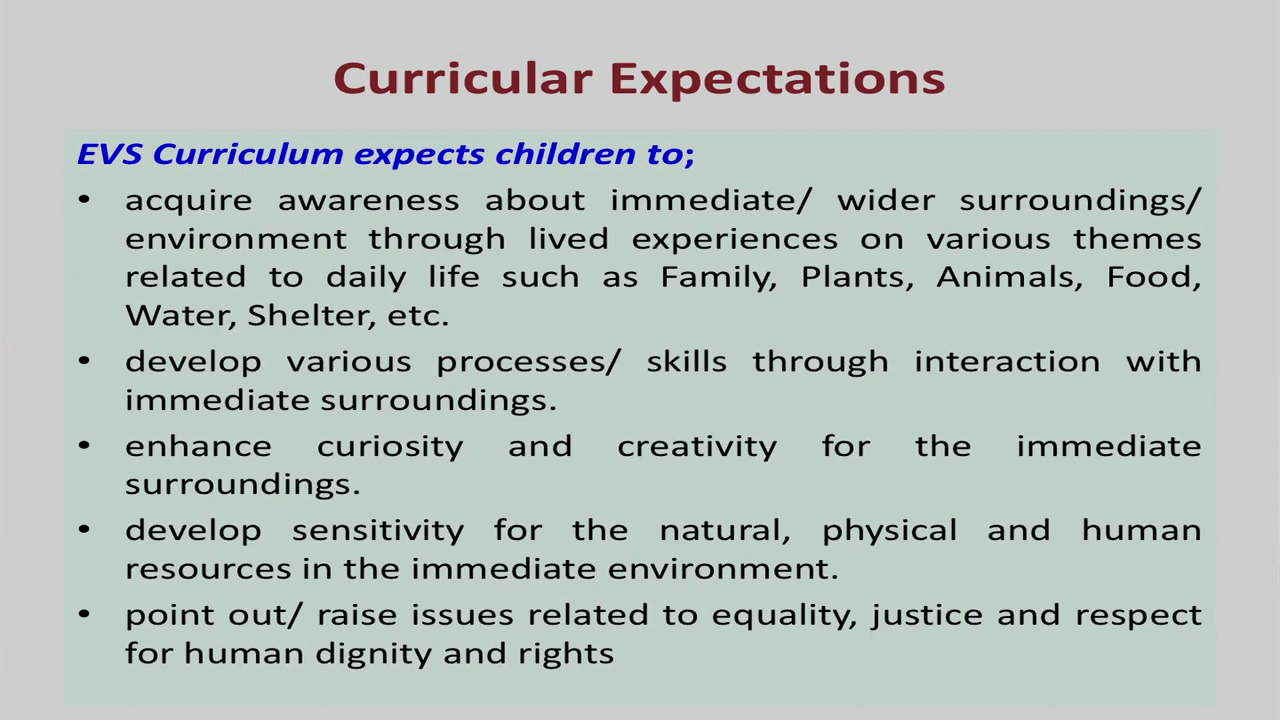 Curricular Expectations
EVS Curriculum expects children to;
• acquire awareness about immediate/ wider surroundings/
environment through lived experiences on various themes
related to daily life such as Family, Plants, Animals, Food,
Water, Shelter, etc.
• develop various processes/ skills through interaction with
immediate surroundings.
• enhance curiosity and creativity for the immediate
surroundings.
• develop sensitivity for the natural, physical and human
resources in the immediate environment.
• point out/ raise issues related to equality, justice and respect
for human dignity and rights